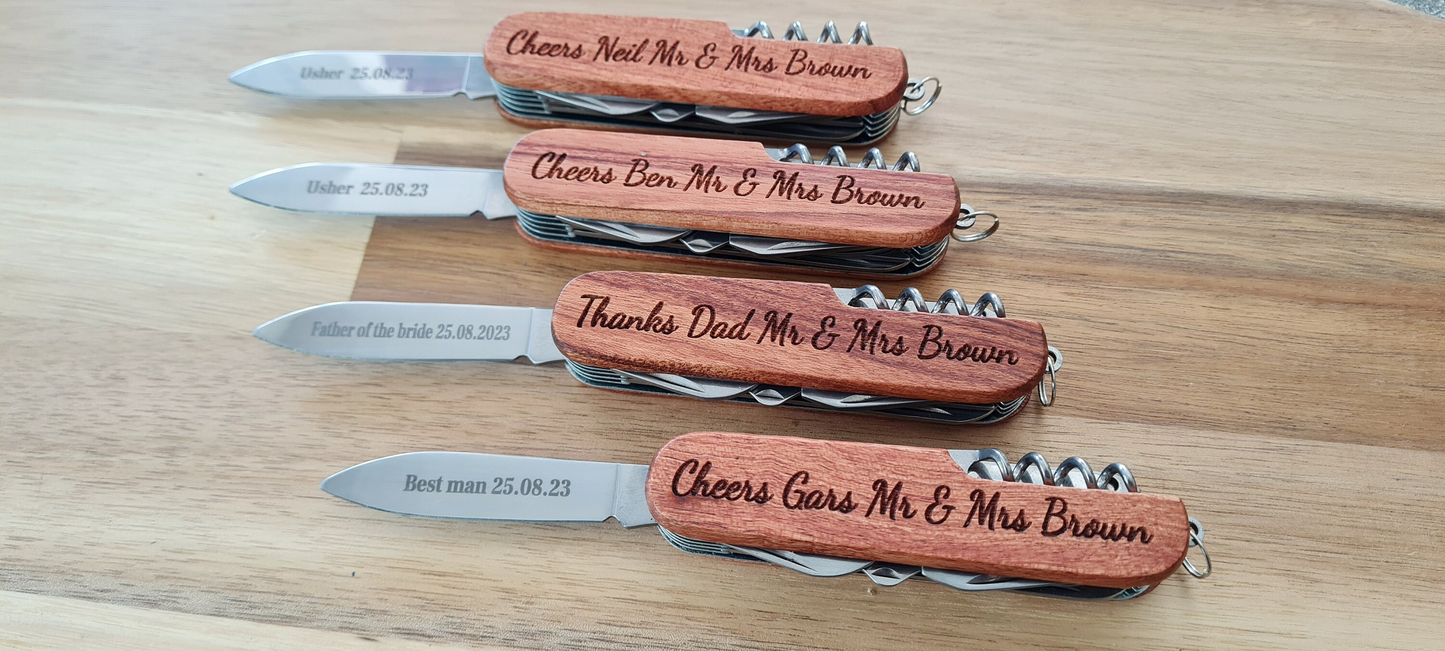 Usher 25.08.23
Cheers Neil Mr & Mrs Brown
Usher 25.08.23
Cheers Ben Mr & Mrs Brown
Father of the bride 25.08.2023
Thanks Dad Mr & Mrs Brown
Best man 25.08.23
Cheers Gars Mr & Mrs Brown